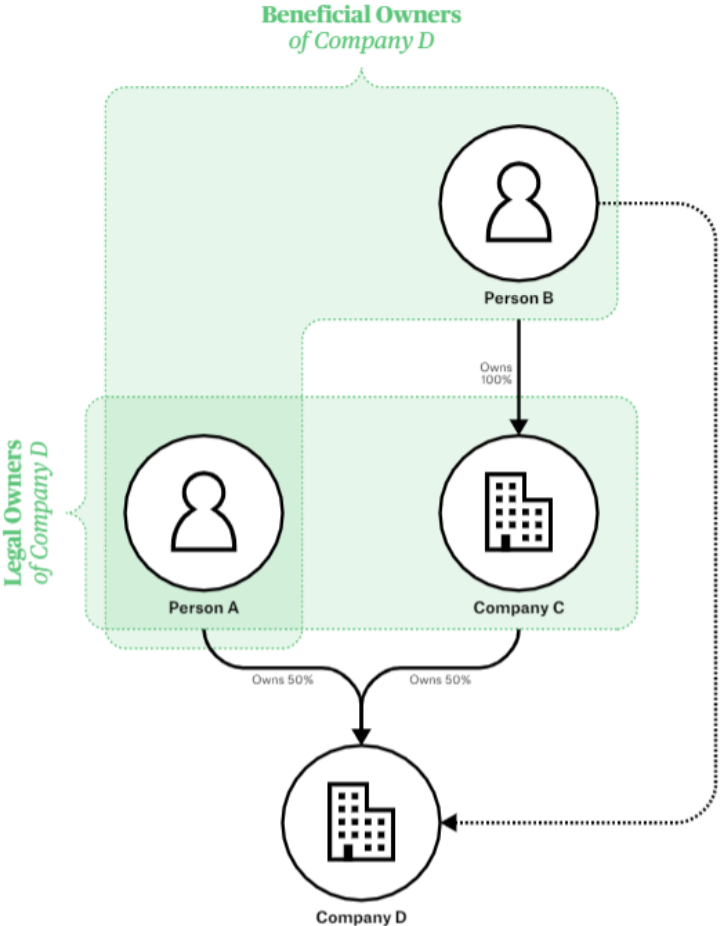 Beneficial Owners
of Company D
Person B
Owns
100%
Legal Owners
of Company D
Person A
Company C
Owns 50%
Owns 50%
Company D